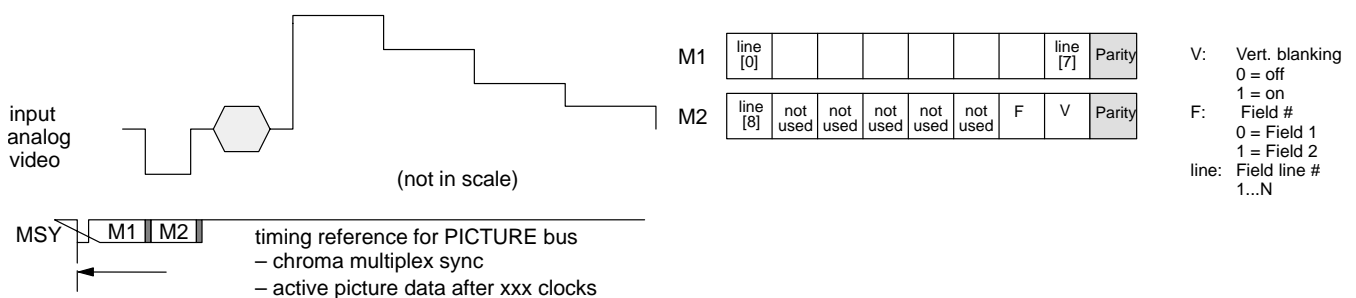 input
analog
video
(not in scale)
MSY
M1
M2
timing reference for PICTURE bus
– chroma multiplex sync
– active picture data after xxx clocks
M1
line
[0]
line
[7]
Parity
M2
line
[8]
not
used
not
used
not
used
not
used
not
used
F
V
Parity
V: Vert. blanking
0 = off
1 = on
F: Field #
0 = Field 1
1 = Field 2
line: Field line #
1...N